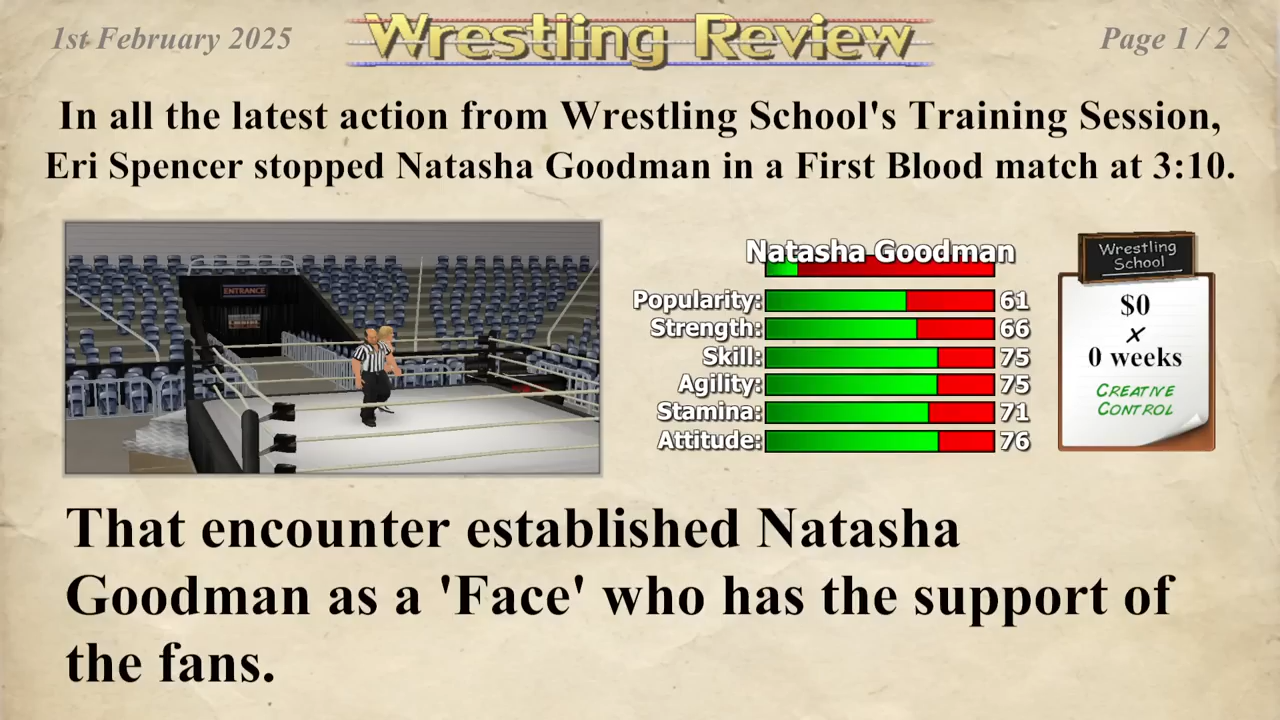 1st February 2025
Wrestling Review
Page 1 / 2
In all the latest action from Wrestling School's Training Session,
Eri Spencer stopped Natasha Goodman in a First Blood match at 3:10.
ENTRANCE
Natasha Goodman
Popularity: 61
Strength: 66
Skill: 75
Agility: 75
Stamina: 71
Attitude: 76
Wrestling
School
$0
x
0 weeks
CREATIVE
CONTROL
That encounter established Natasha
Goodman as a 'Face' who has the support of
the fans.